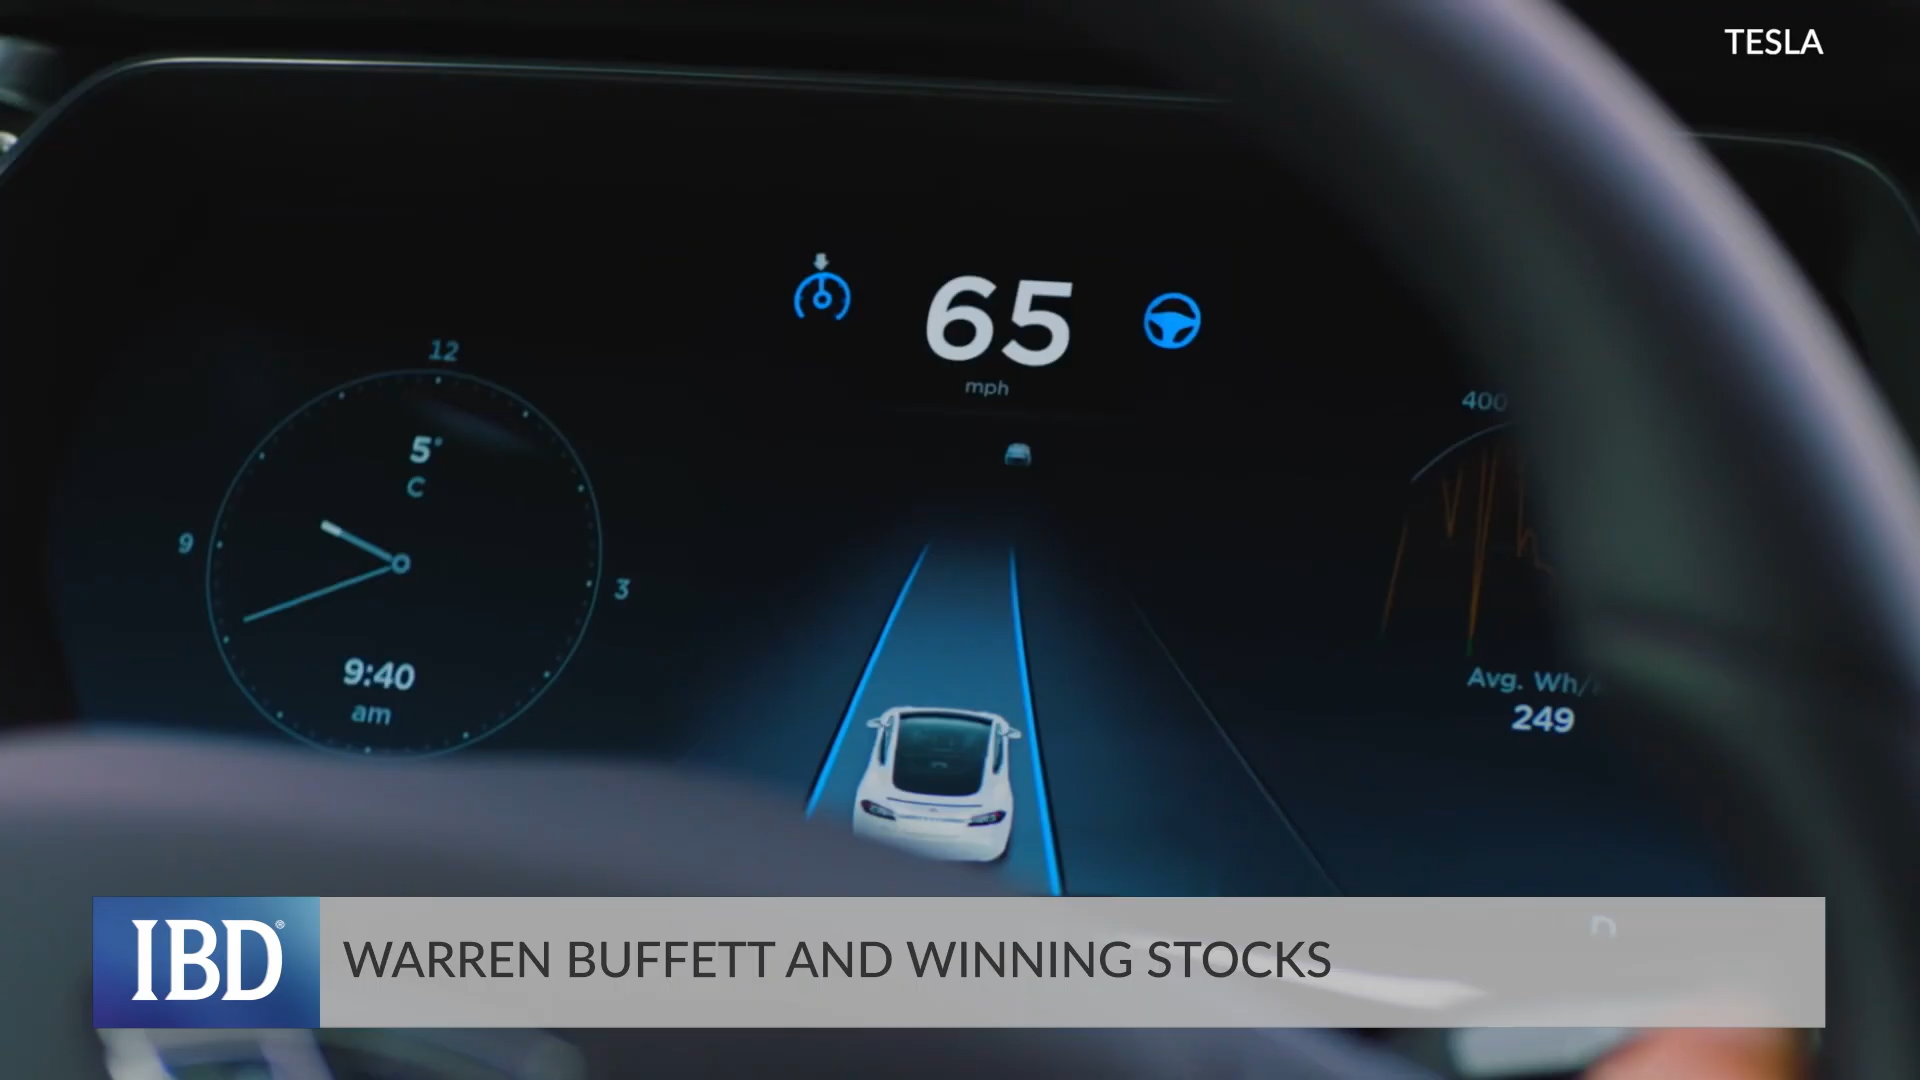 TESLA
65
mph
12
9
3
5°
C
9:40
am
400
Avg. Wh/
249
D
IBD®
WARREN BUFFETT AND WINNING STOCKS